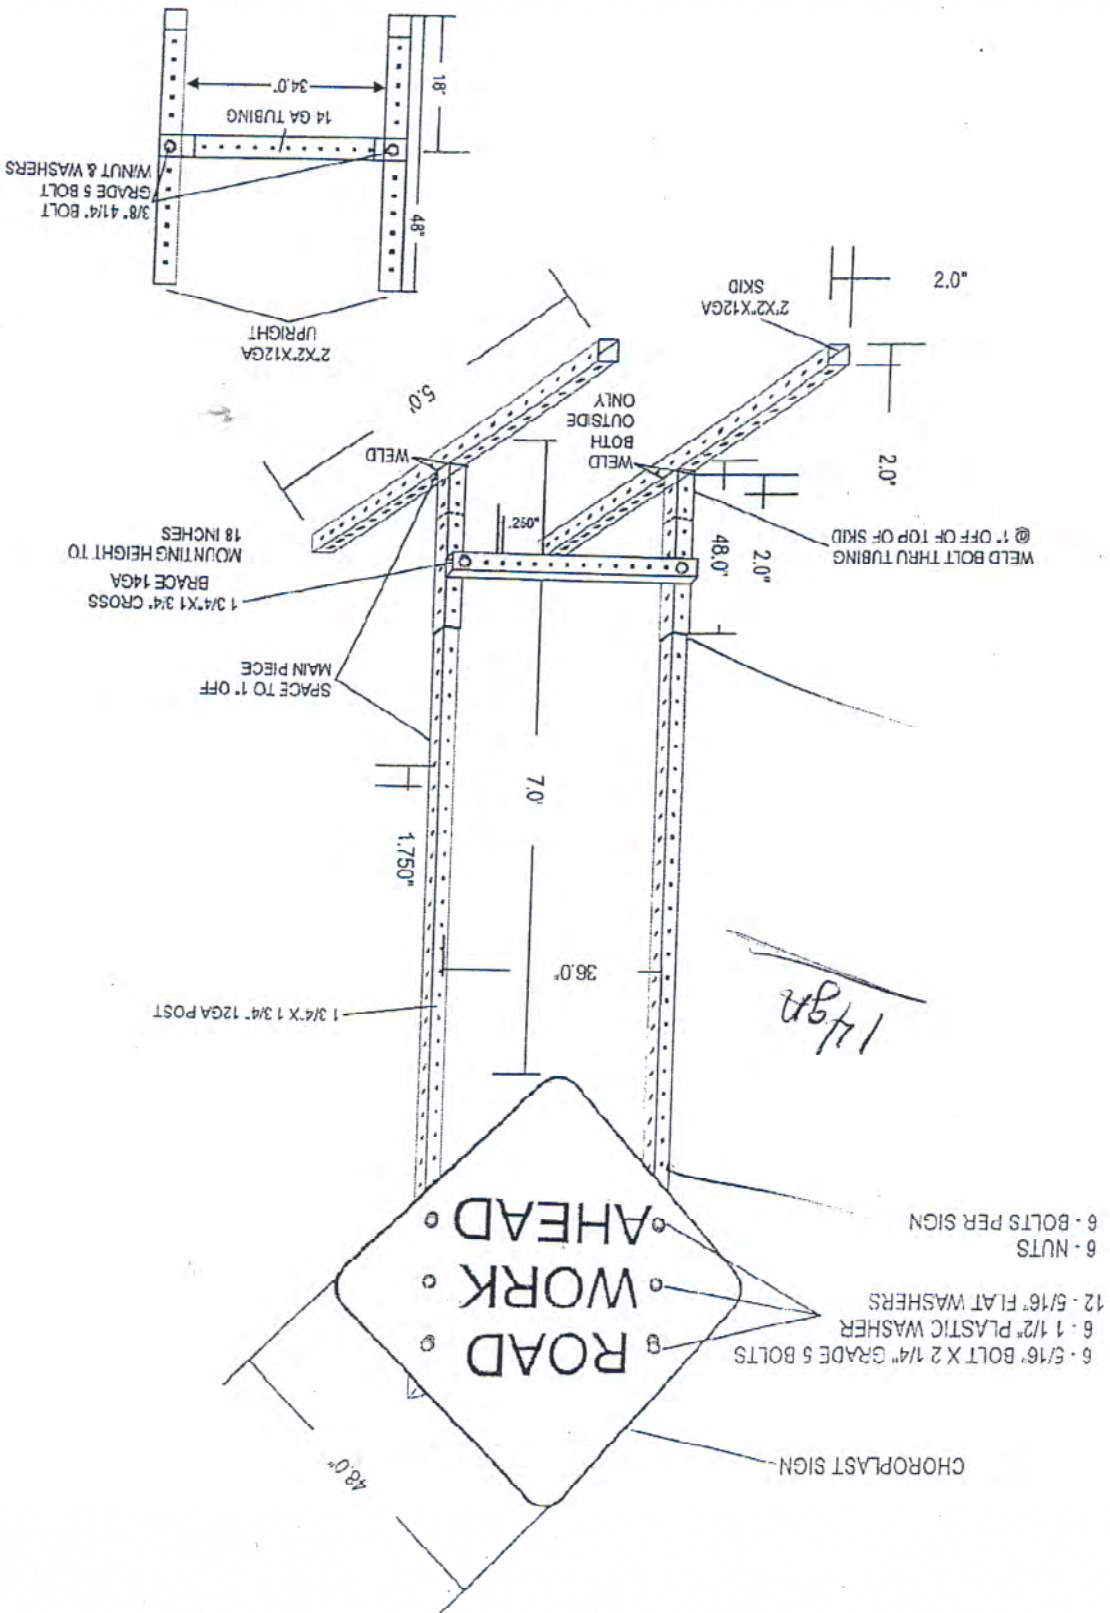 CHOROPLAST SIGN
48.0"
6 - 5/16" BOLT X 2 1/4" GRADE 5 BOLTS
6 - 1 1/2" PLASTIC WASHER
12 - 5/16" FLAT WASHERS
6 - NUTS
6 - BOLTS PER SIGN
ROAD
WORK
AHEAD
14ga
36.0"
1 3/4"X 1 3/4" 12GA POST
7.0'
1.750"
SPACE TO 1" OFF
MAIN PIECE
1 3/4"X1 3/4" CROSS
BRACE 14GA
MOUNTING HEIGHT TO
18 INCHES
WELD BOLT THRU TUBING
@ 1" OFF OF TOP OF SKID
48.0"
2.0"
.250"
WELD
BOTH
OUTSIDE
ONLY
WELD
5.0'
2.0"
2.0"
2"X2"X12GA
SKID
2"X2"X12GA
UPRIGHT
3/8" 41/4" BOLT
GRADE 5 BOLT
W/NUT & WASHERS
48"
14 GA TUBING
34.0"
18"